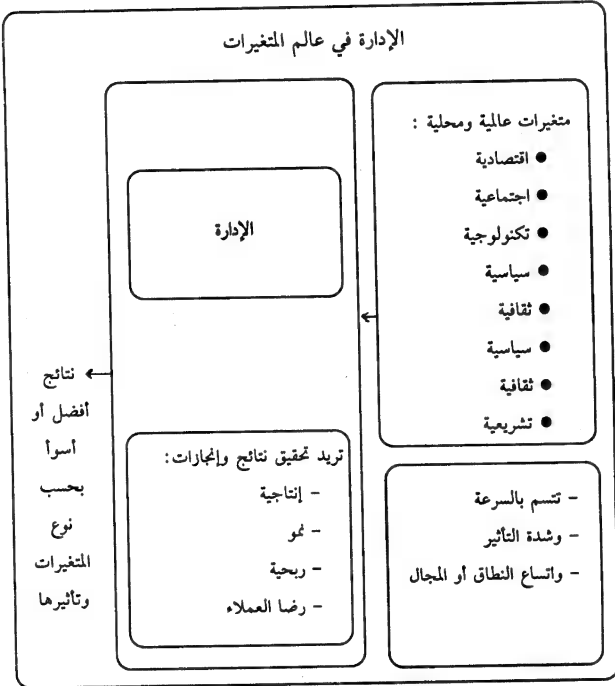 الإدارة في عالم المتغيرات
متغيرات عالمية ومحلية :
● اقتصادية
● اجتماعية
● تكنولوجية
● سياسية
● ثقافية
● سياسية
● ثقافية
● تشريعية
– تتسم بالسرعة
– وشدة التأثير
– واتساع النطاق أو المجال
الإدارة
تريد تحقيق نتائج وإنجازات:
– إنتاجية
– نمو
– ربحية
– رضا العملاء
نتائج
أفضل أو
أسوأ
بحسب
نوع
المتغيرات
وتأثيرها